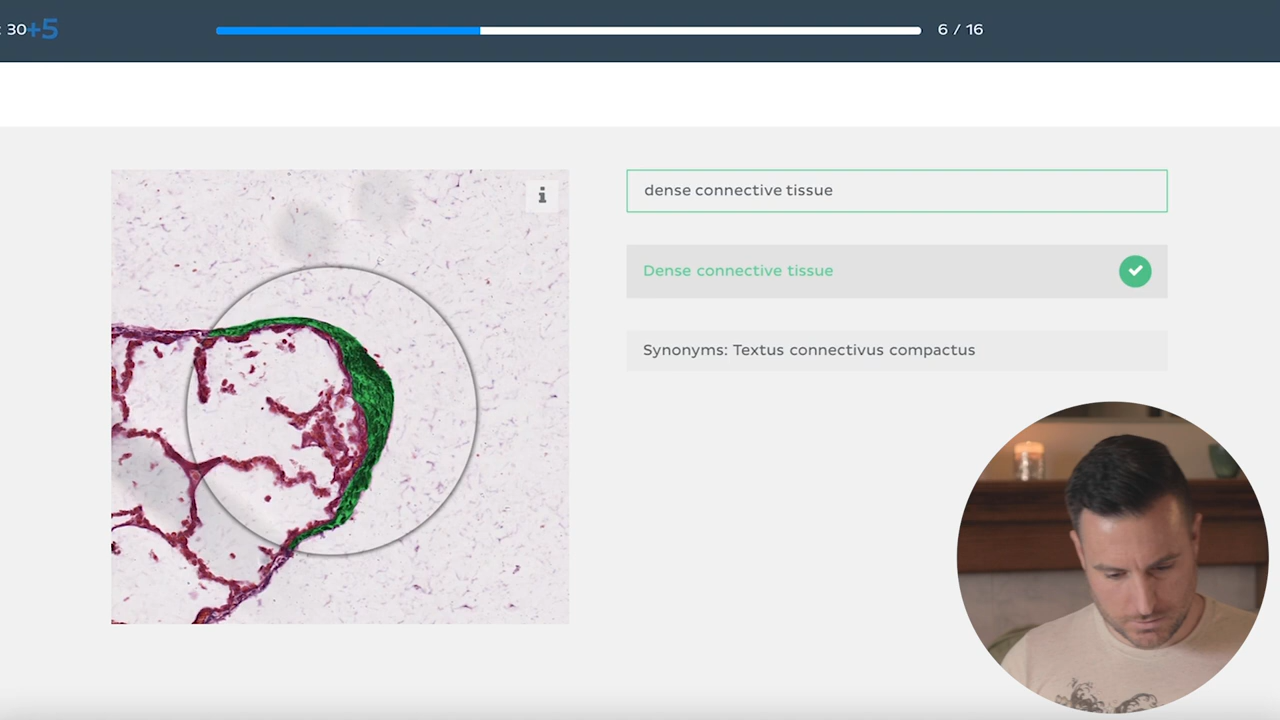 : 30+5
6 / 16
i
dense connective tissue
Dense connective tissue
Synonyms: Textus connectivus compactus